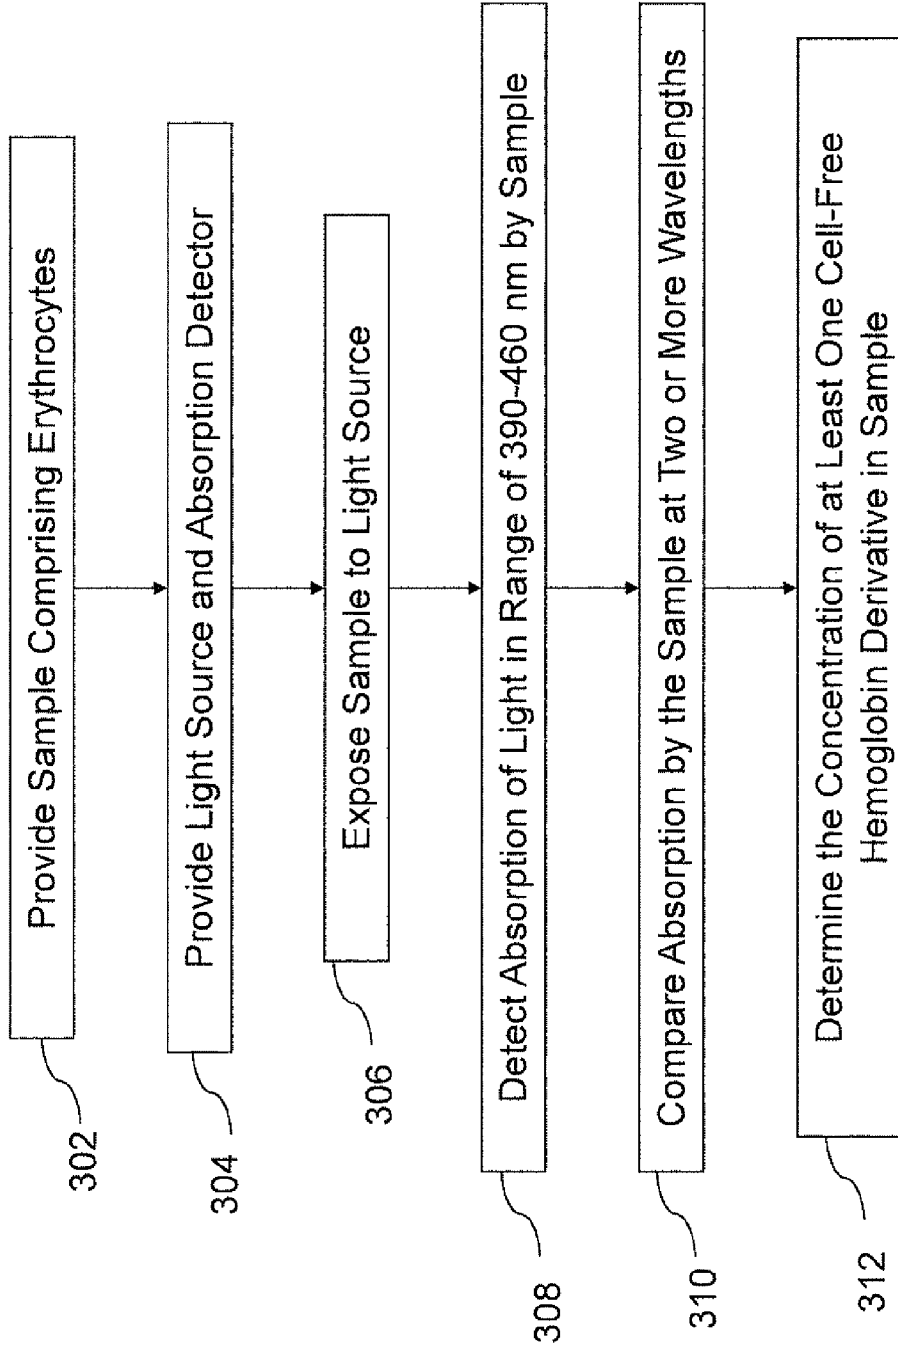 302
Provide Sample Comprising Erythrocytes
304
Provide Light Source and Absorption Detector
306
Expose Sample to Light Source
308
Detect Absorption of Light in Range of 390-460 nm by Sample
310
Compare Absorption by the Sample at Two or More Wavelengths
312
Determine the Concentration of at Least One Cell-Free
Hemoglobin Derivative in Sample